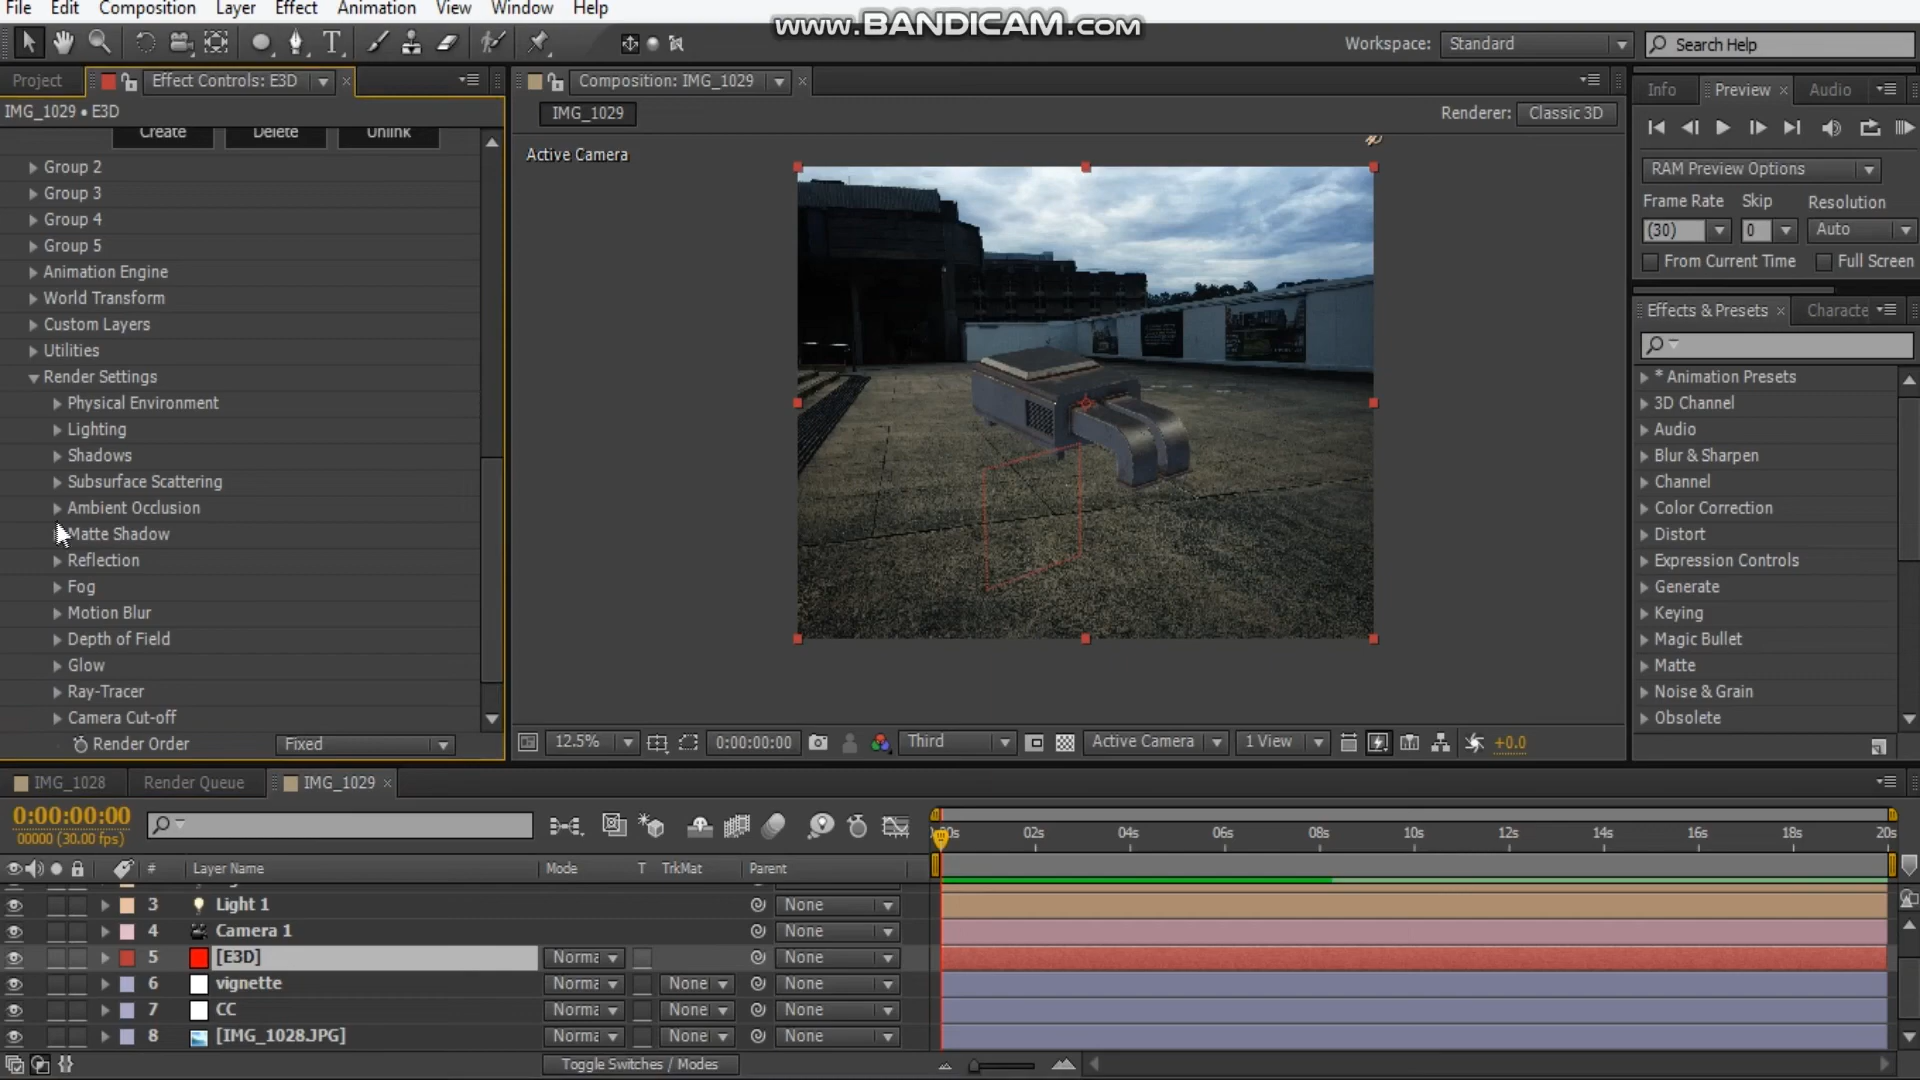 File Edit Composition Layer Effect Animation View Window Help
www.BANDICAM.com
Workspace: Standard Search Help
Project Effect Controls: E3D
Composition: IMG_1029
Info Preview Audio
IMG_1029 • E3D
IMG_1029
Renderer: Classic 3D
Create Delete Unlink
Active Camera
RAM Preview Options
Frame Rate Skip Resolution
(30) 0 Auto
From Current Time Full Screen
Group 2
Group 3
Group 4
Group 5
Animation Engine
World Transform
Custom Layers
Utilities
Render Settings
Physical Environment
Lighting
Shadows
Subsurface Scattering
Ambient Occlusion
Matte Shadow
Reflection
Fog
Motion Blur
Depth of Field
Glow
Ray-Tracer
Camera Cut-off
Render Order Fixed
Effects & Presets Characte
* Animation Presets
3D Channel
Audio
Blur & Sharpen
Channel
Color Correction
Distort
Expression Controls
Generate
Keying
Magic Bullet
Matte
Noise & Grain
Obsolete
12.5% 0:00:00:00 Third Active Camera 1 View +0.0
IMG_1028 Render Queue IMG_1029
0:00:00:00
00000 (30.00 fps)
02s 04s 06s 08s 10s 12s 14s 16s 18s 20s
# Layer Name Mode T TrkMat Parent
3 Light 1 None
4 Camera 1 None
5 [E3D] Norma None
6 vignette Norma None None
7 CC Norma None None
8 [IMG_1028.JPG] Norma None None
Toggle Switches / Modes